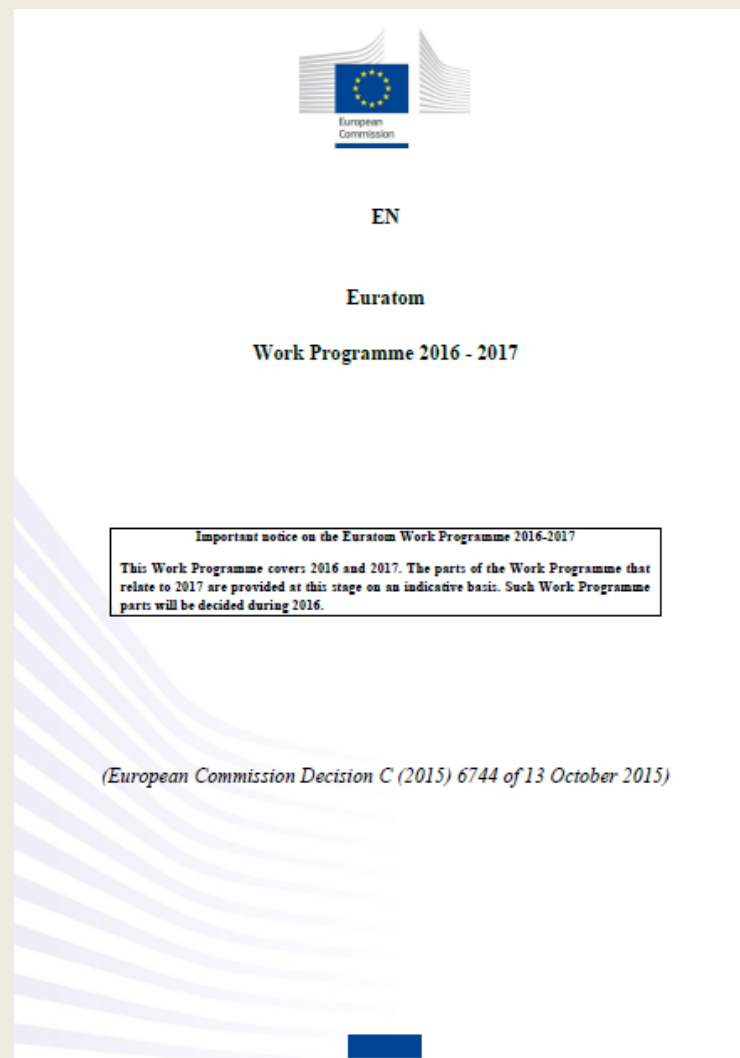 European
Commission
EN
Euratom
Work Programme 2016 - 2017
Important notice on the Euratom Work Programme 2016-2017
This Work Programme covers 2016 and 2017. The parts of the Work Programme that
relate to 2017 are provided at this stage on an indicative basis. Such Work Programme
parts will be decided during 2016.
(European Commission Decision C (2015) 6744 of 13 October 2015)